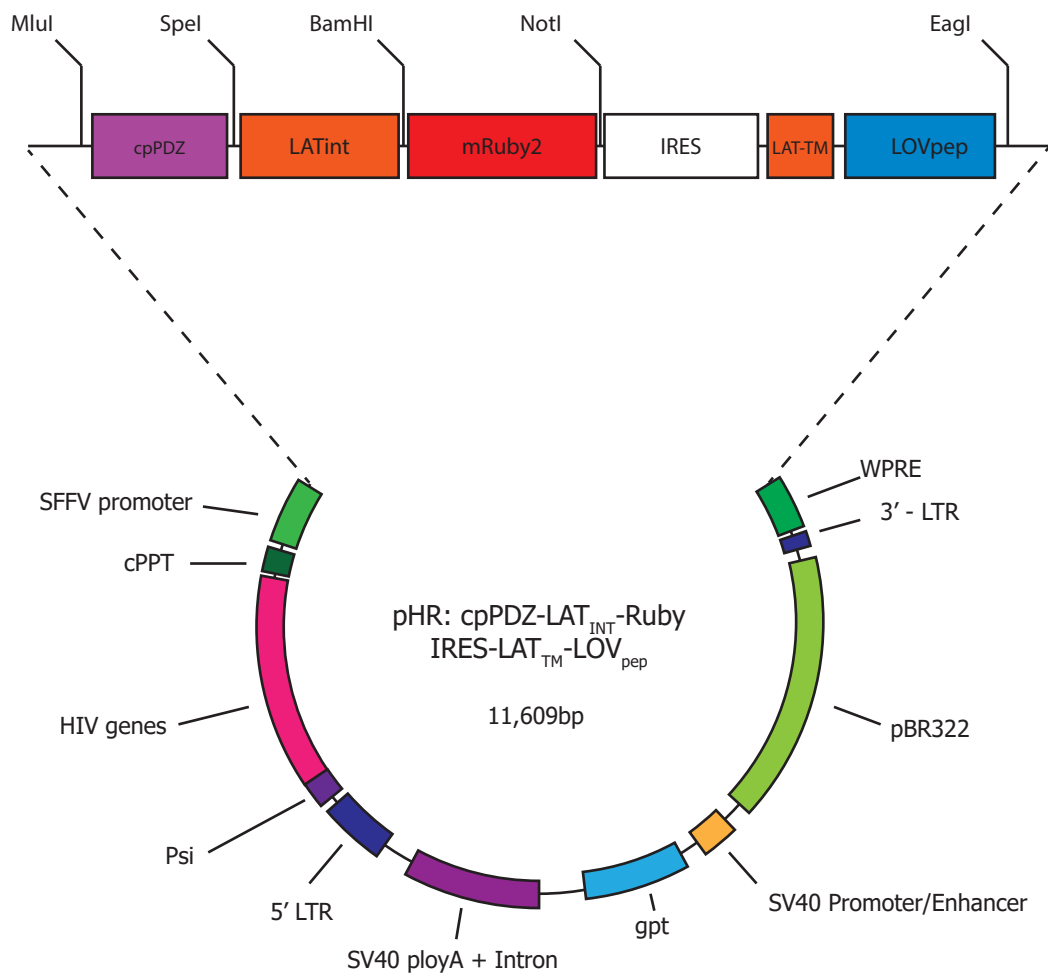 MluI
SpeI
BamHI
NotI
EagI
cpPDZ
LATint
mRuby2
IRES
LAT-TM
LOVpep
WPRE
SFFV promoter
3′ - LTR
cPPT
pHR: cpPDZ-LATINT-Ruby
IRES-LATTM-LOVpep
11,609bp
HIV genes
pBR322
Psi
5′ LTR
SV40 Promoter/Enhancer
gpt
SV40 ployA + Intron